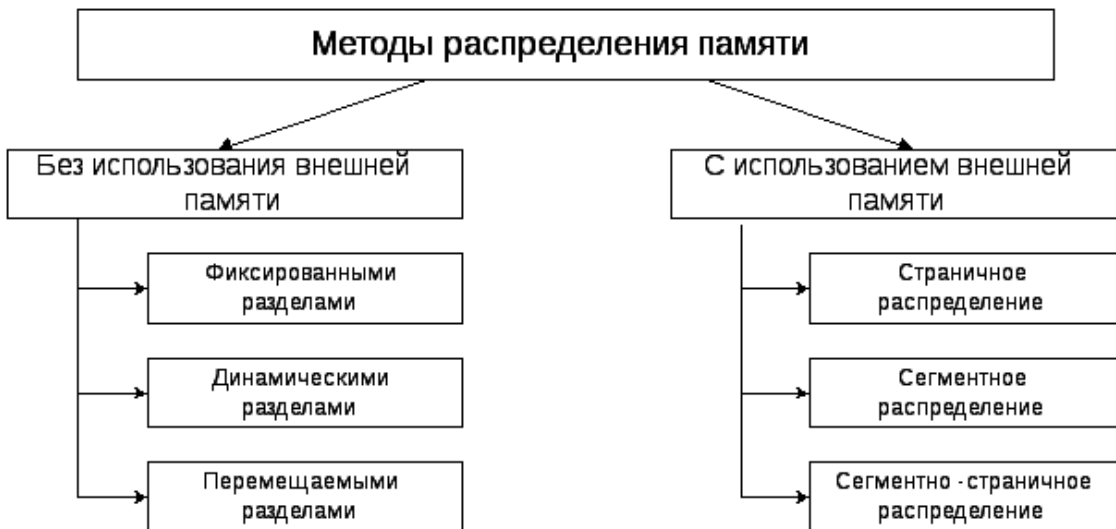 Методы распределения памяти
Без использования внешней
памяти
Фиксированными
разделами
Динамическими
разделами
Перемещаемыми
разделами
С использованием внешней
памяти
Страничное
распределение
Сегментное
распределение
Сегментно - страничное
распределение